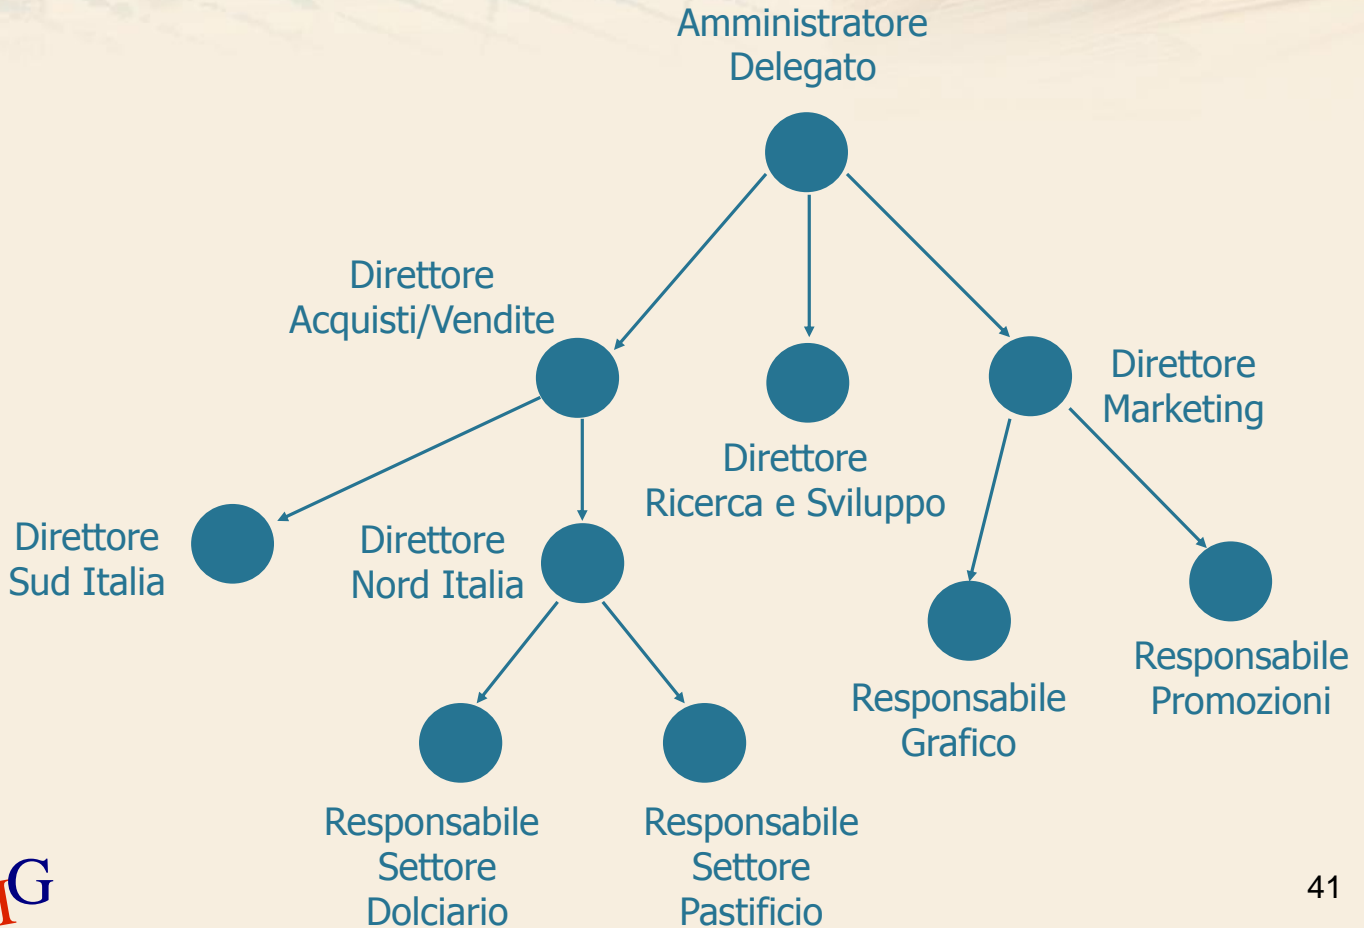 Amministratore
Delegato
Direttore
Acquisti/Vendite
Direttore
Marketing
Direttore
Ricerca e Sviluppo
Direttore
Sud Italia
Direttore
Nord Italia
Responsabile
Promozioni
Responsabile
Grafico
Responsabile
Settore
Dolciario
Responsabile
Settore
Pastificio
G
41